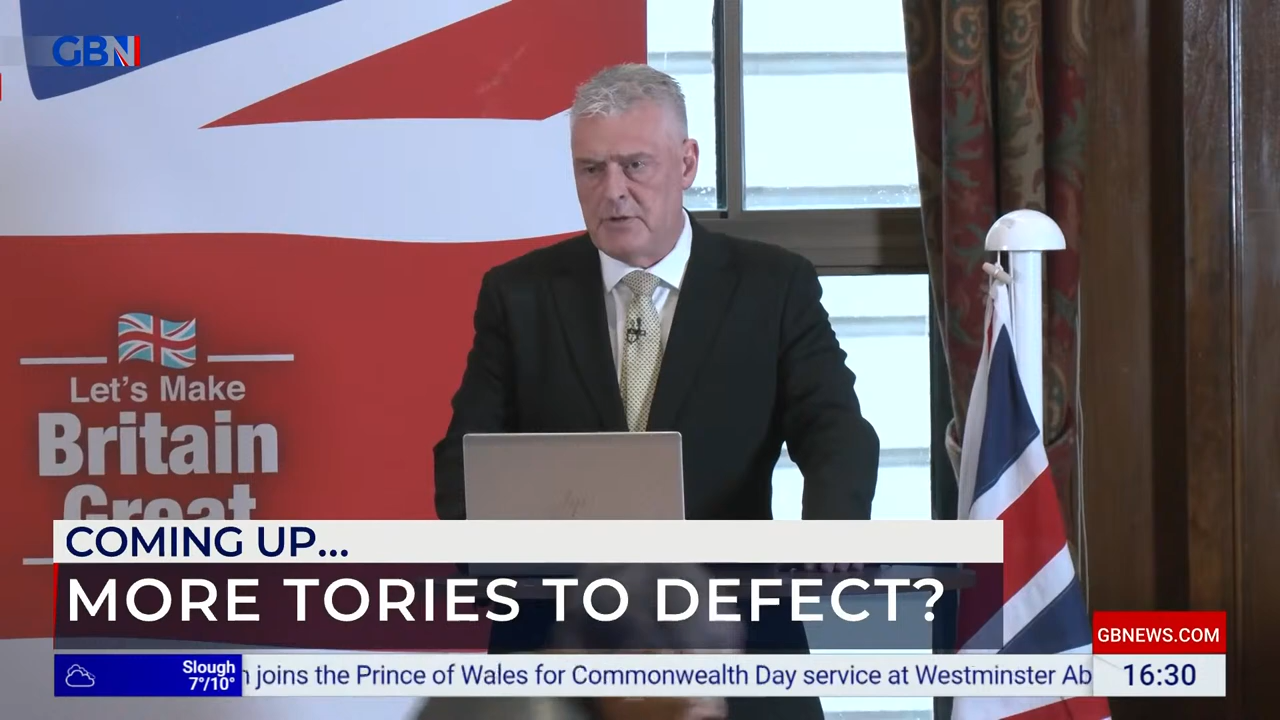 GBN
Let's Make
Britain
Great
COMING UP...
MORE TORIES TO DEFECT?
GBNEWS.COM
Slough
7°/10°
joins the Prince of Wales for Commonwealth Day service at Westminster Ab
16:30